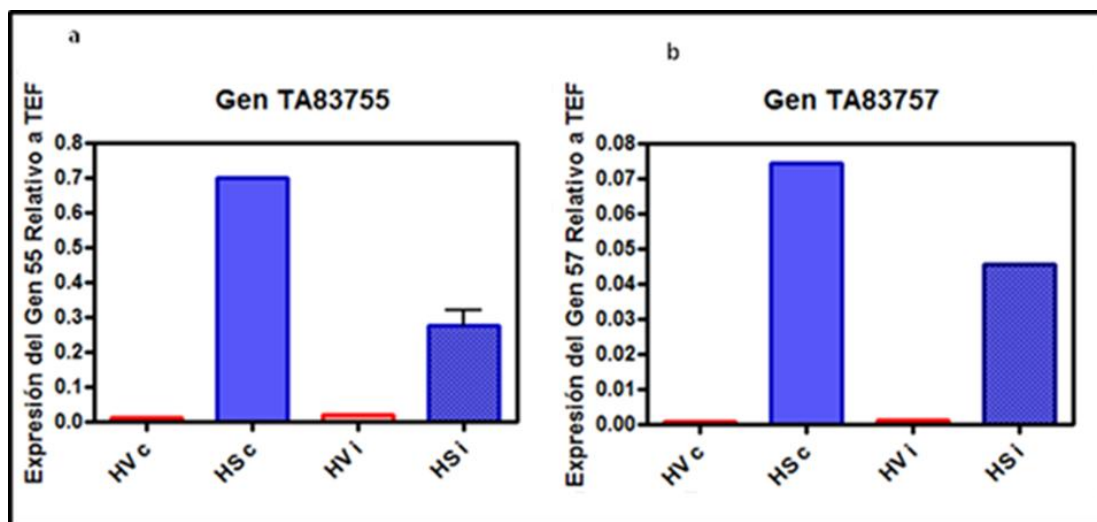 a
Gen TA83755
Expresión del Gen 55 Relativo a TEF
0.8
0.7
0.6
0.5
0.4
0.3
0.2
0.1
0.0
HV c
HS c
HV i
HS i
b
Gen TA83757
Expresión del Gen 57 Relativo a TEF
0.08
0.07
0.06
0.05
0.04
0.03
0.02
0.01
0.00
HV c
HS c
HV i
HS i